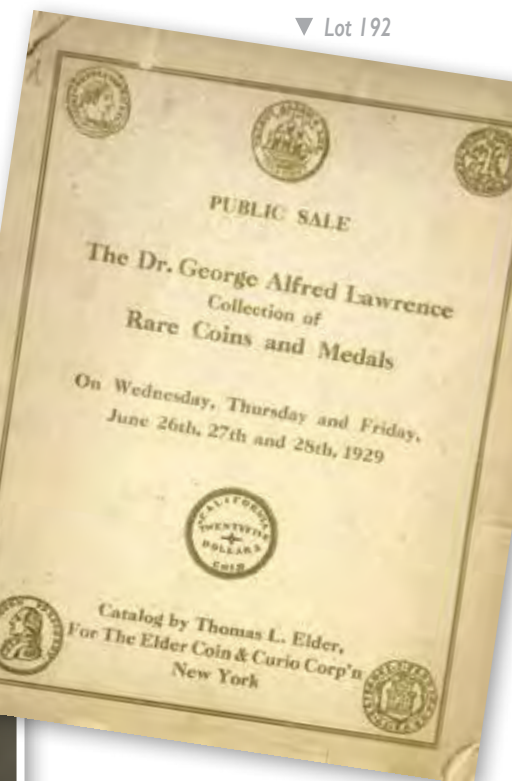 ▼ Lot 192
PUBLIC SALE
The Dr. George Alfred Lawrence
Collection of
Rare Coins and Medals
On Wednesday, Thursday and Friday,
June 26th, 27th and 28th, 1929
CALIFORNIA
TWENTYFIVE
DOLLARS
COIN
Catalog by Thomas L. Elder,
For The Elder Coin & Curio Corp'n
New York